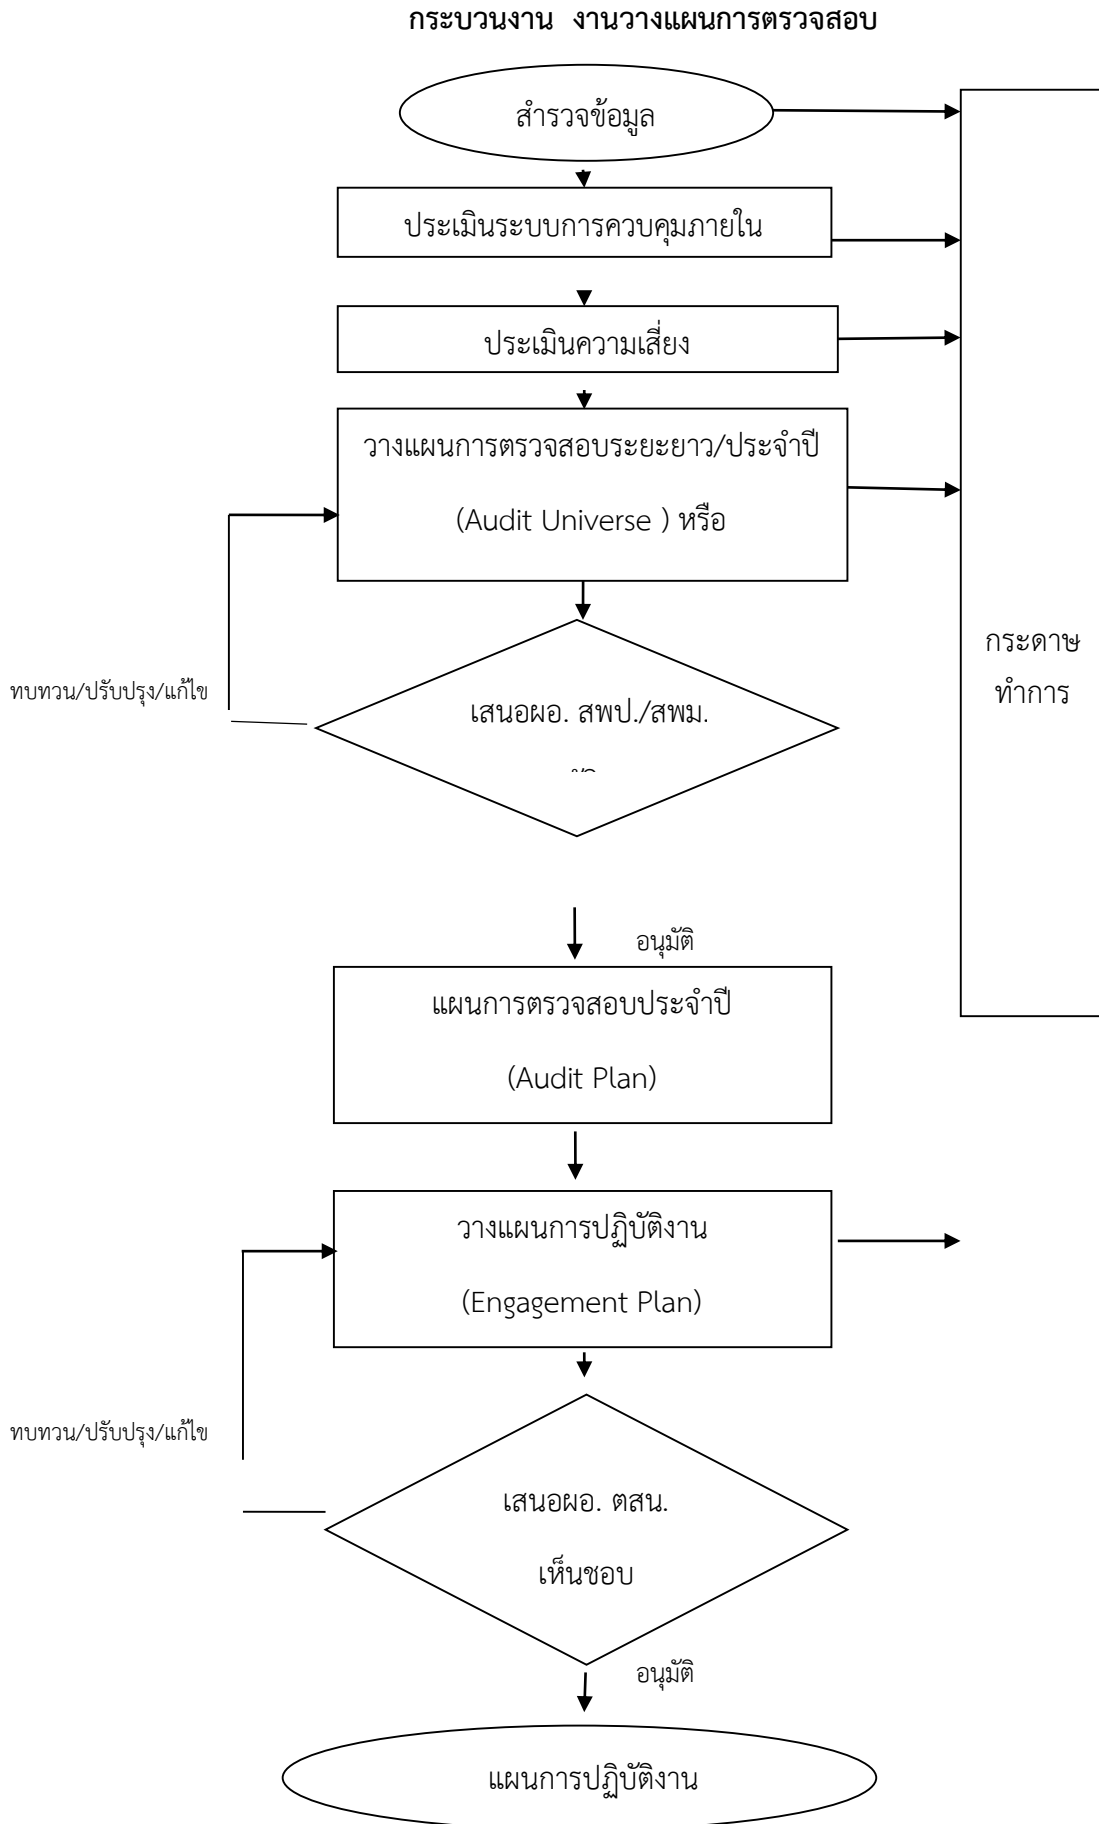 กระบวนงาน งานวางแผนการตรวจสอบ
สำรวจข้อมูล
ประเมินระบบการควบคุมภายใน
ประเมินความเสี่ยง
วางแผนการตรวจสอบระยะยาว/ประจำปี
(Audit Universe ) หรือ
กระดาษ
ทำการ
ทบทวน/ปรับปรุง/แก้ไข
เสนอผอ. สพป./สพม.
อนุมัติ
แผนการตรวจสอบประจำปี
(Audit Plan)
วางแผนการปฏิบัติงาน
(Engagement Plan)
ทบทวน/ปรับปรุง/แก้ไข
เสนอผอ. ตสน.
เห็นชอบ
อนุมัติ
แผนการปฏิบัติงาน